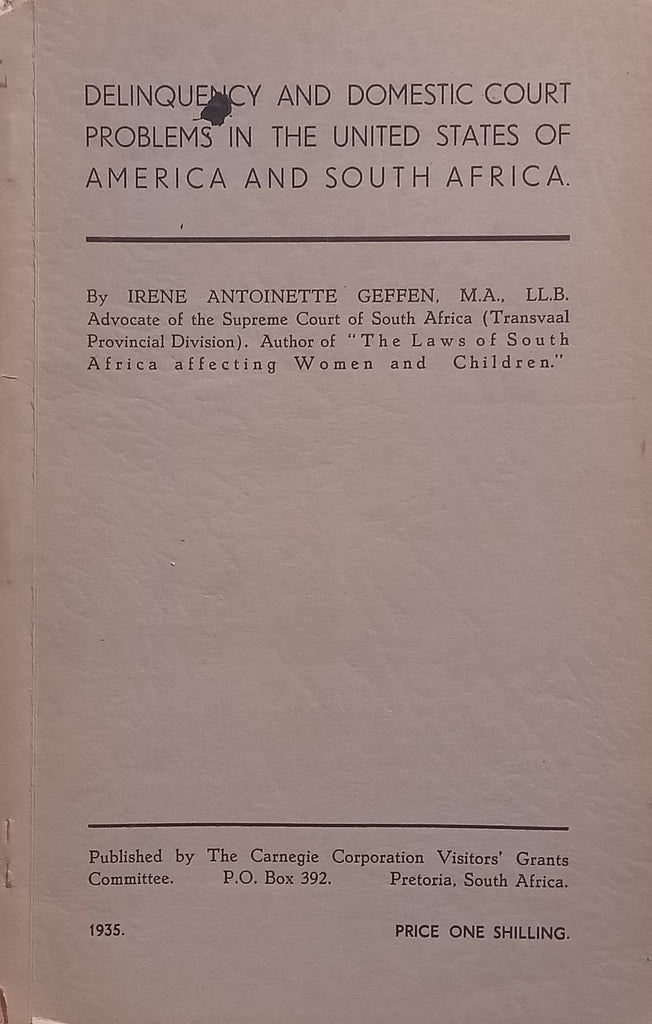 DELINQUENCY AND DOMESTIC COURT
PROBLEMS IN THE UNITED STATES OF
AMERICA AND SOUTH AFRICA.
By IRENE ANTOINETTE GEFFEN, M.A., LL.B.
Advocate of the Supreme Court of South Africa (Transvaal
Provincial Division). Author of "The Laws of South
Africa affecting Women and Children."
Published by The Carnegie Corporation Visitors' Grants
Committee. P.O. Box 392. Pretoria, South Africa.
1935. PRICE ONE SHILLING.